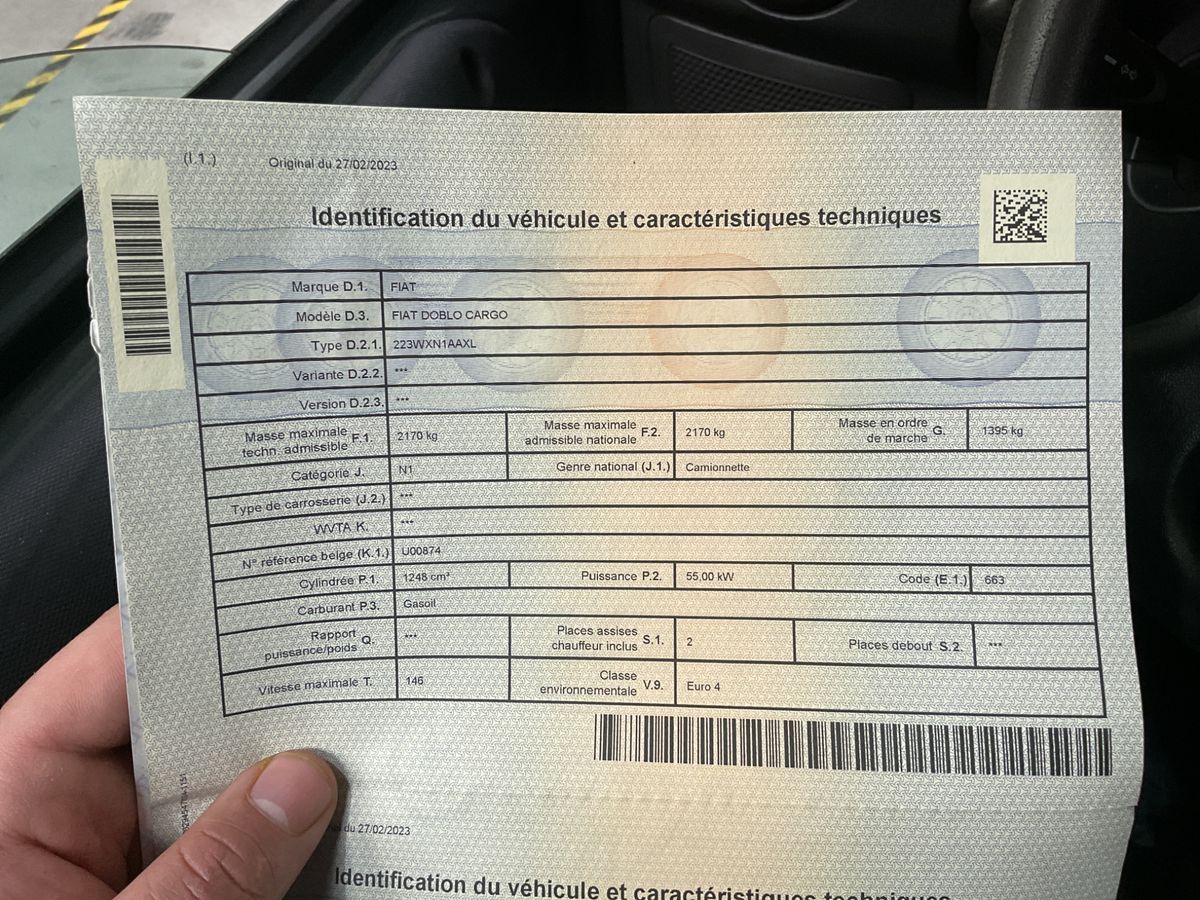 (I.1.) Original du 27/02/2023
Identification du véhicule et caractéristiques techniques
Marque D.1. FIAT
Modèle D.3. FIAT DOBLO CARGO
Type D.2.1. 223WXN1AAXL
Variante D.2.2. ***
Version D.2.3. ***
Masse maximale techn. admissible F.1. 2170 kg Masse maximale admissible nationale F.2. 2170 kg Masse en ordre de marche G. 1395 kg
Catégorie J. N1 Genre national (J.1.) Camionnette
Type de carrosserie (J.2.) ***
WVTA K. ***
N° référence belge (K.1.) U00874
Cylindrée P.1. 1248 cm³ Puissance P.2. 55,00 kW Code (E.1.) 663
Carburant P.3. Gasoil
Rapport puissance/poids Q. *** Places assises chauffeur inclus S.1. 2 Places debout S.2. ***
Vitesse maximale T. 146 Classe environnementale V.9. Euro 4
du 27/02/2023
Identification du véhicule et caractéristiques techniques